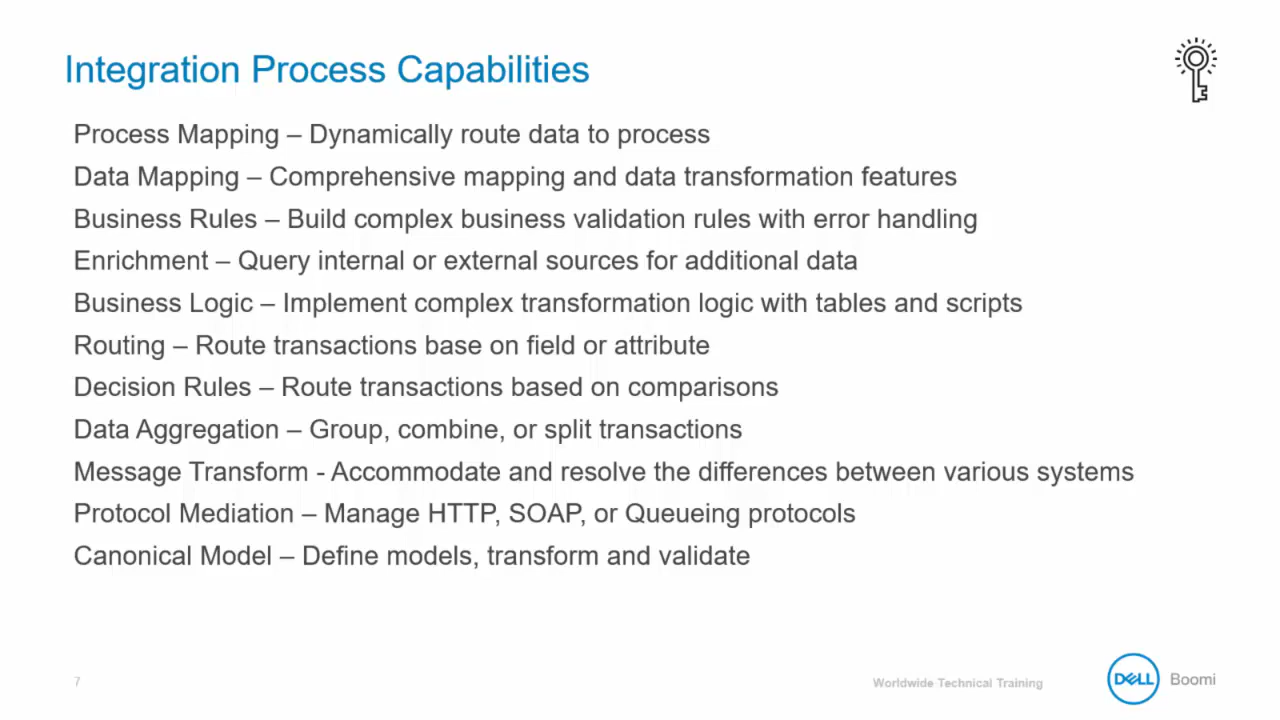 Integration Process Capabilities
Process Mapping – Dynamically route data to process
Data Mapping – Comprehensive mapping and data transformation features
Business Rules – Build complex business validation rules with error handling
Enrichment – Query internal or external sources for additional data
Business Logic – Implement complex transformation logic with tables and scripts
Routing – Route transactions base on field or attribute
Decision Rules – Route transactions based on comparisons
Data Aggregation – Group, combine, or split transactions
Message Transform - Accommodate and resolve the differences between various systems
Protocol Mediation – Manage HTTP, SOAP, or Queueing protocols
Canonical Model – Define models, transform and validate
7
Worldwide Technical Training
DELL Boomi